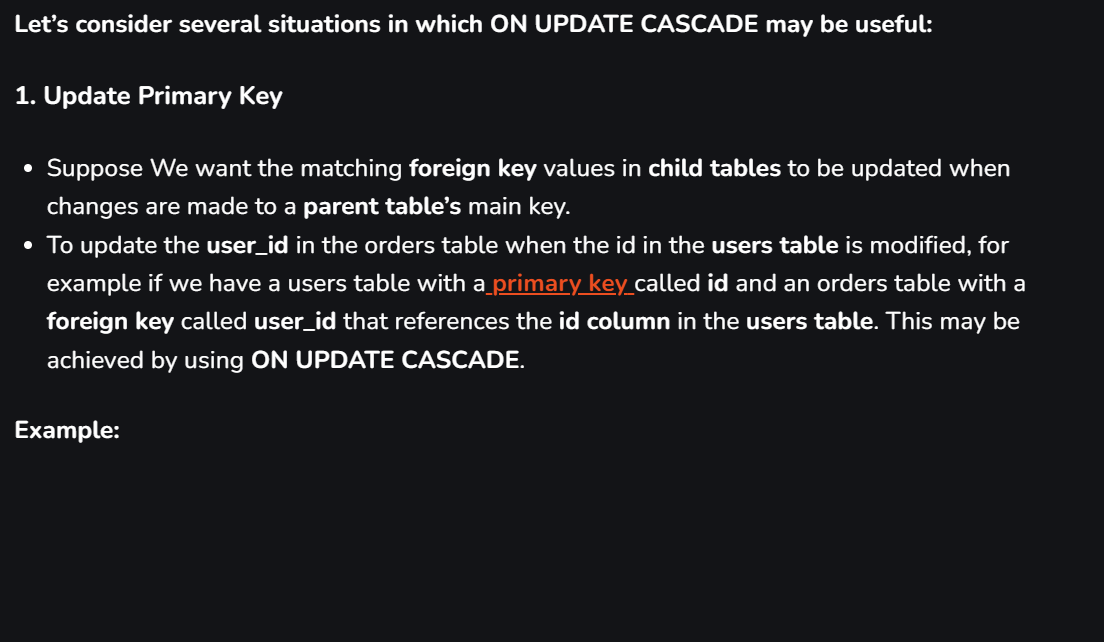 Let’s consider several situations in which ON UPDATE CASCADE may be useful:
1. Update Primary Key
• Suppose We want the matching foreign key values in child tables to be updated when
changes are made to a parent table’s main key.
• To update the user_id in the orders table when the id in the users table is modified, for
example if we have a users table with a primary key called id and an orders table with a
foreign key called user_id that references the id column in the users table. This may be
achieved by using ON UPDATE CASCADE.
Example: